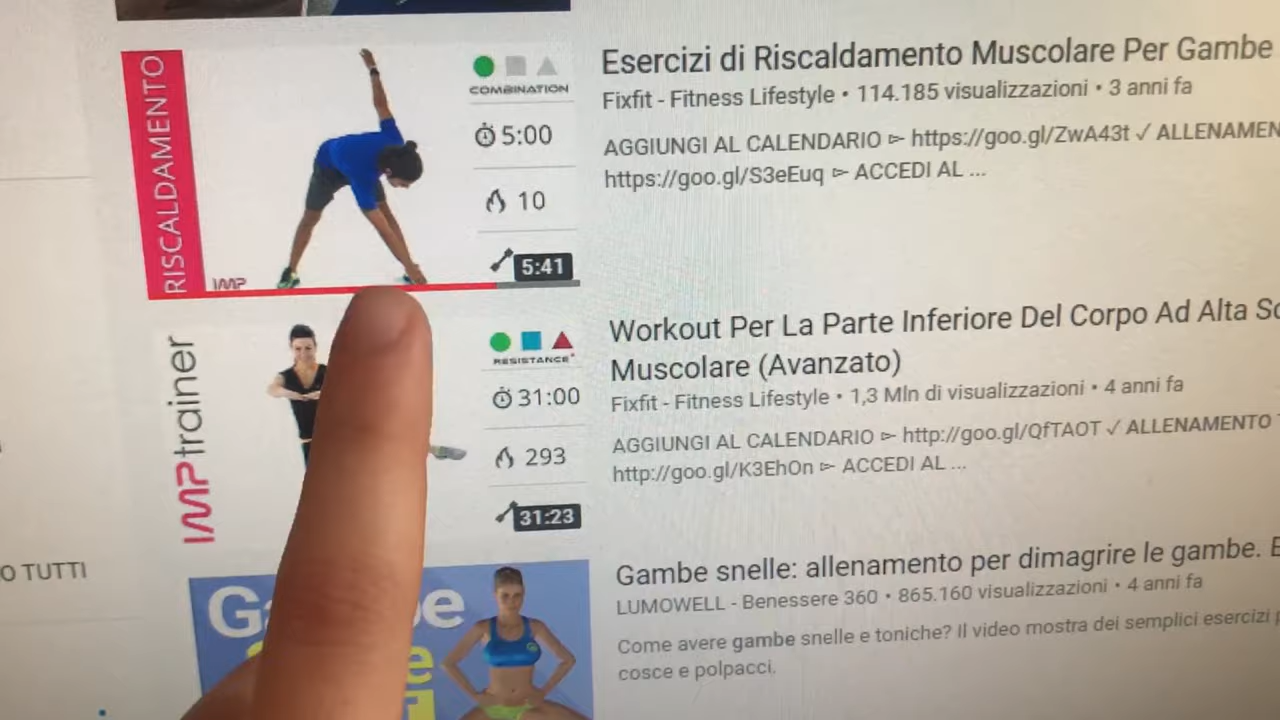 RISCALDAMENTO
COMBINATION
5:00
10
5:41
IMP
Esercizi di Riscaldamento Muscolare Per Gambe
Fixfit - Fitness Lifestyle • 114.185 visualizzazioni • 3 anni fa
AGGIUNGI AL CALENDARIO ▻ https://goo.gl/ZwA43t ✓ ALLENAMEN
https://goo.gl/S3eEuq ▻ ACCEDI AL ...
IMPtrainer
RESISTANCE
31:00
293
31:23
Workout Per La Parte Inferiore Del Corpo Ad Alta
Muscolare (Avanzato)
Fixfit - Fitness Lifestyle • 1,3 Mln di visualizzazioni • 4 anni fa
AGGIUNGI AL CALENDARIO ▻ http://goo.gl/QfTAOT ✓ ALLENAMENTO
http://goo.gl/K3EhOn ▻ ACCEDI AL ...
O TUTTI
Gambe snelle: allenamento per dimagrire le gambe.
LUMOWELL - Benessere 360 • 865.160 visualizzazioni • 4 anni fa
Come avere gambe snelle e toniche? Il video mostra dei semplici esercizi
cosce e polpacci.